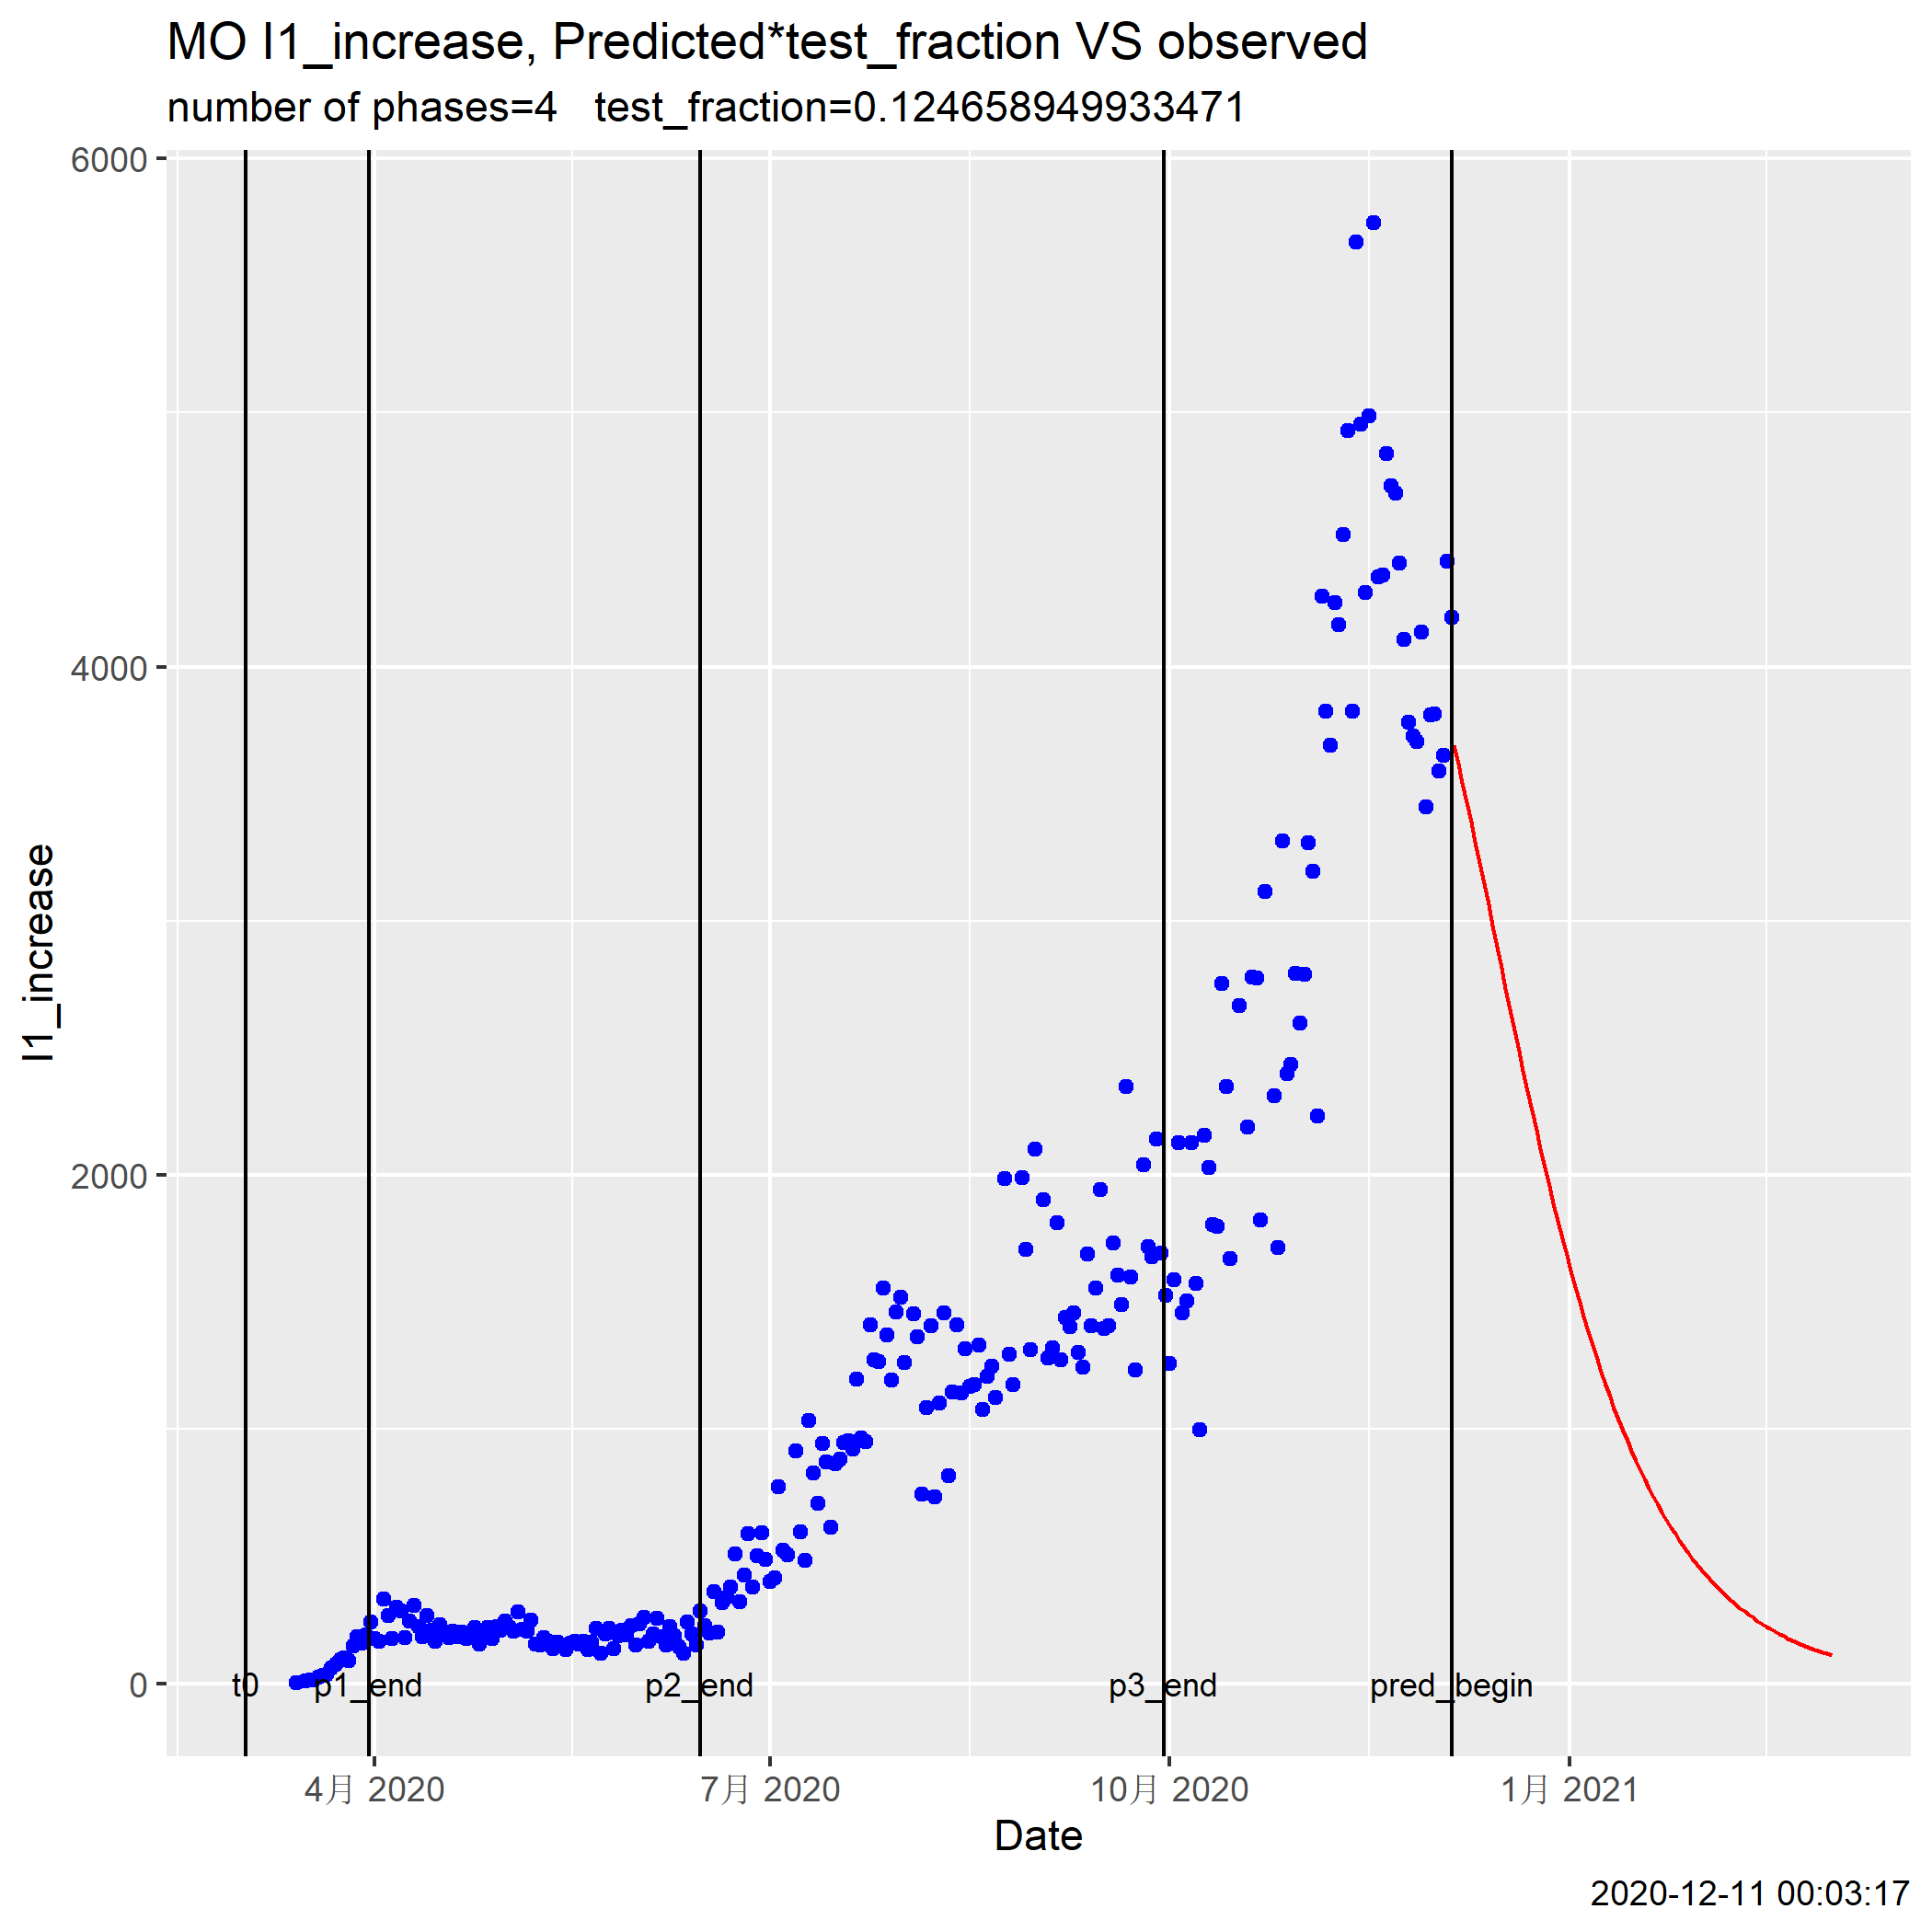 MO I1_increase, Predicted*test_fraction VS observed
number of phases=4 test_fraction=0.124658949933471
6000
4000
2000
0
I1_increase
t0 p1_end p2_end p3_end pred_begin
4月 2020 7月 2020 10月 2020 1月 2021
Date
2020-12-11 00:03:17